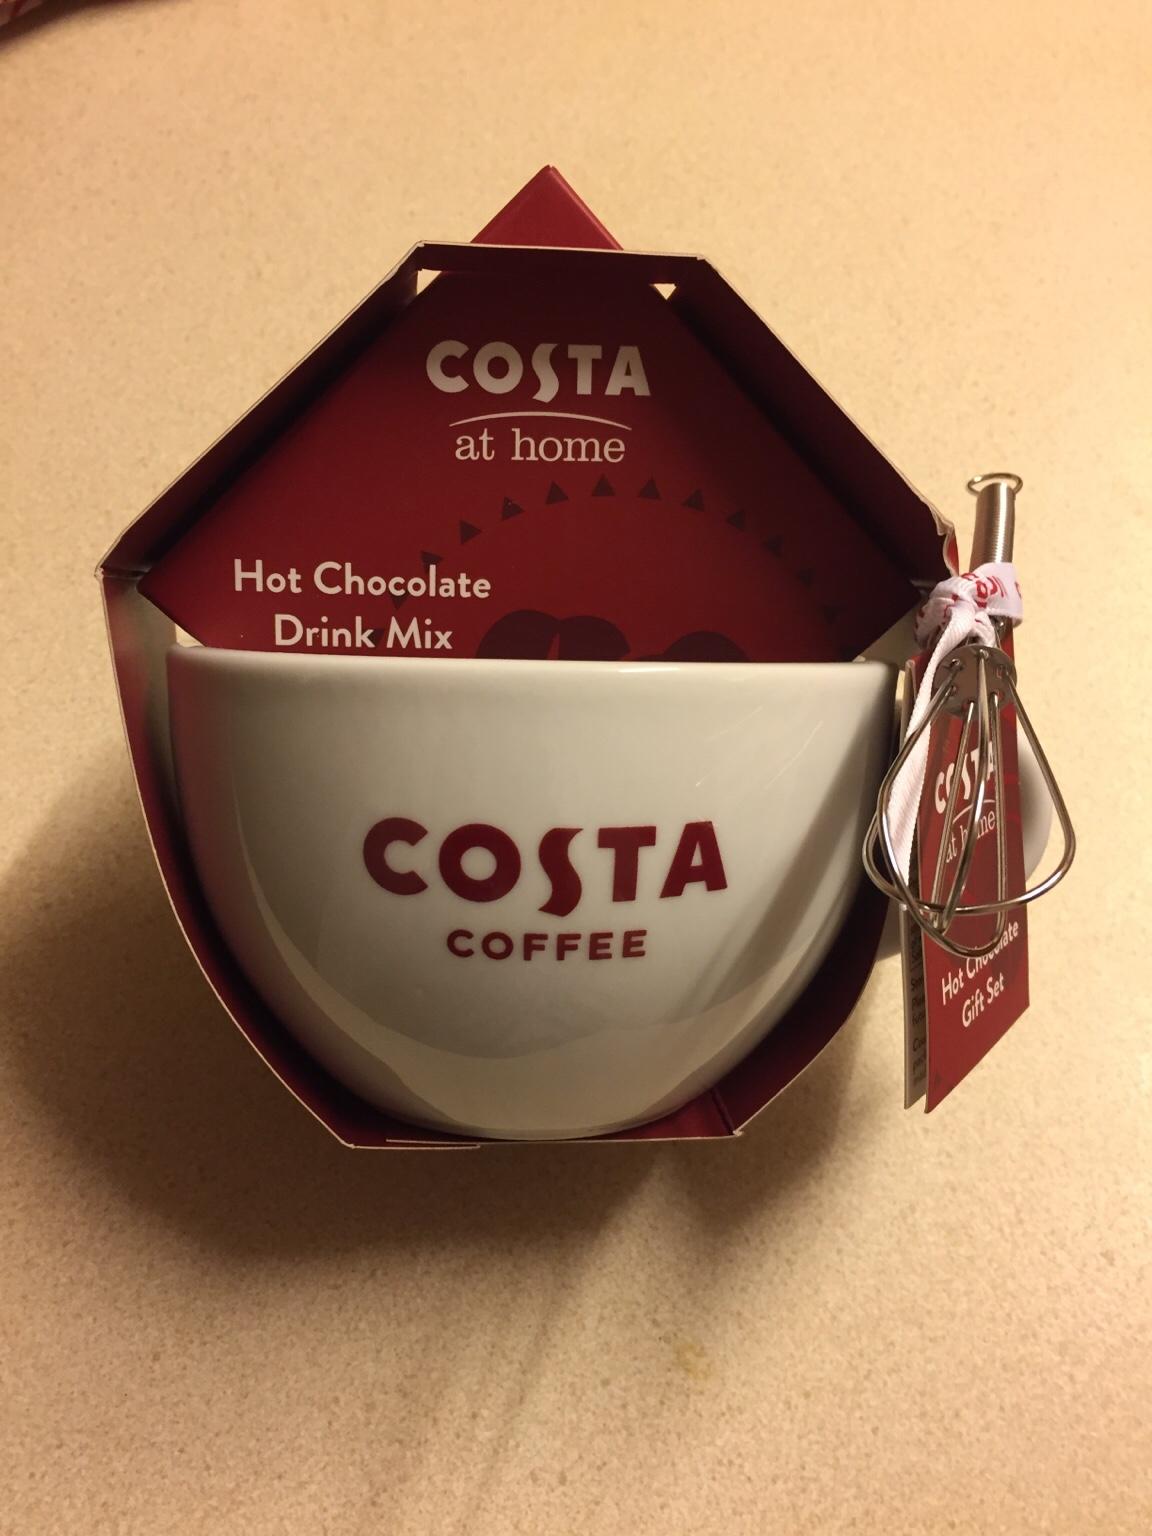 COSTA
at home
Hot Chocolate
Drink Mix
COSTA
COFFEE
COSTA
at home
Hot Chocolate
Gift Set